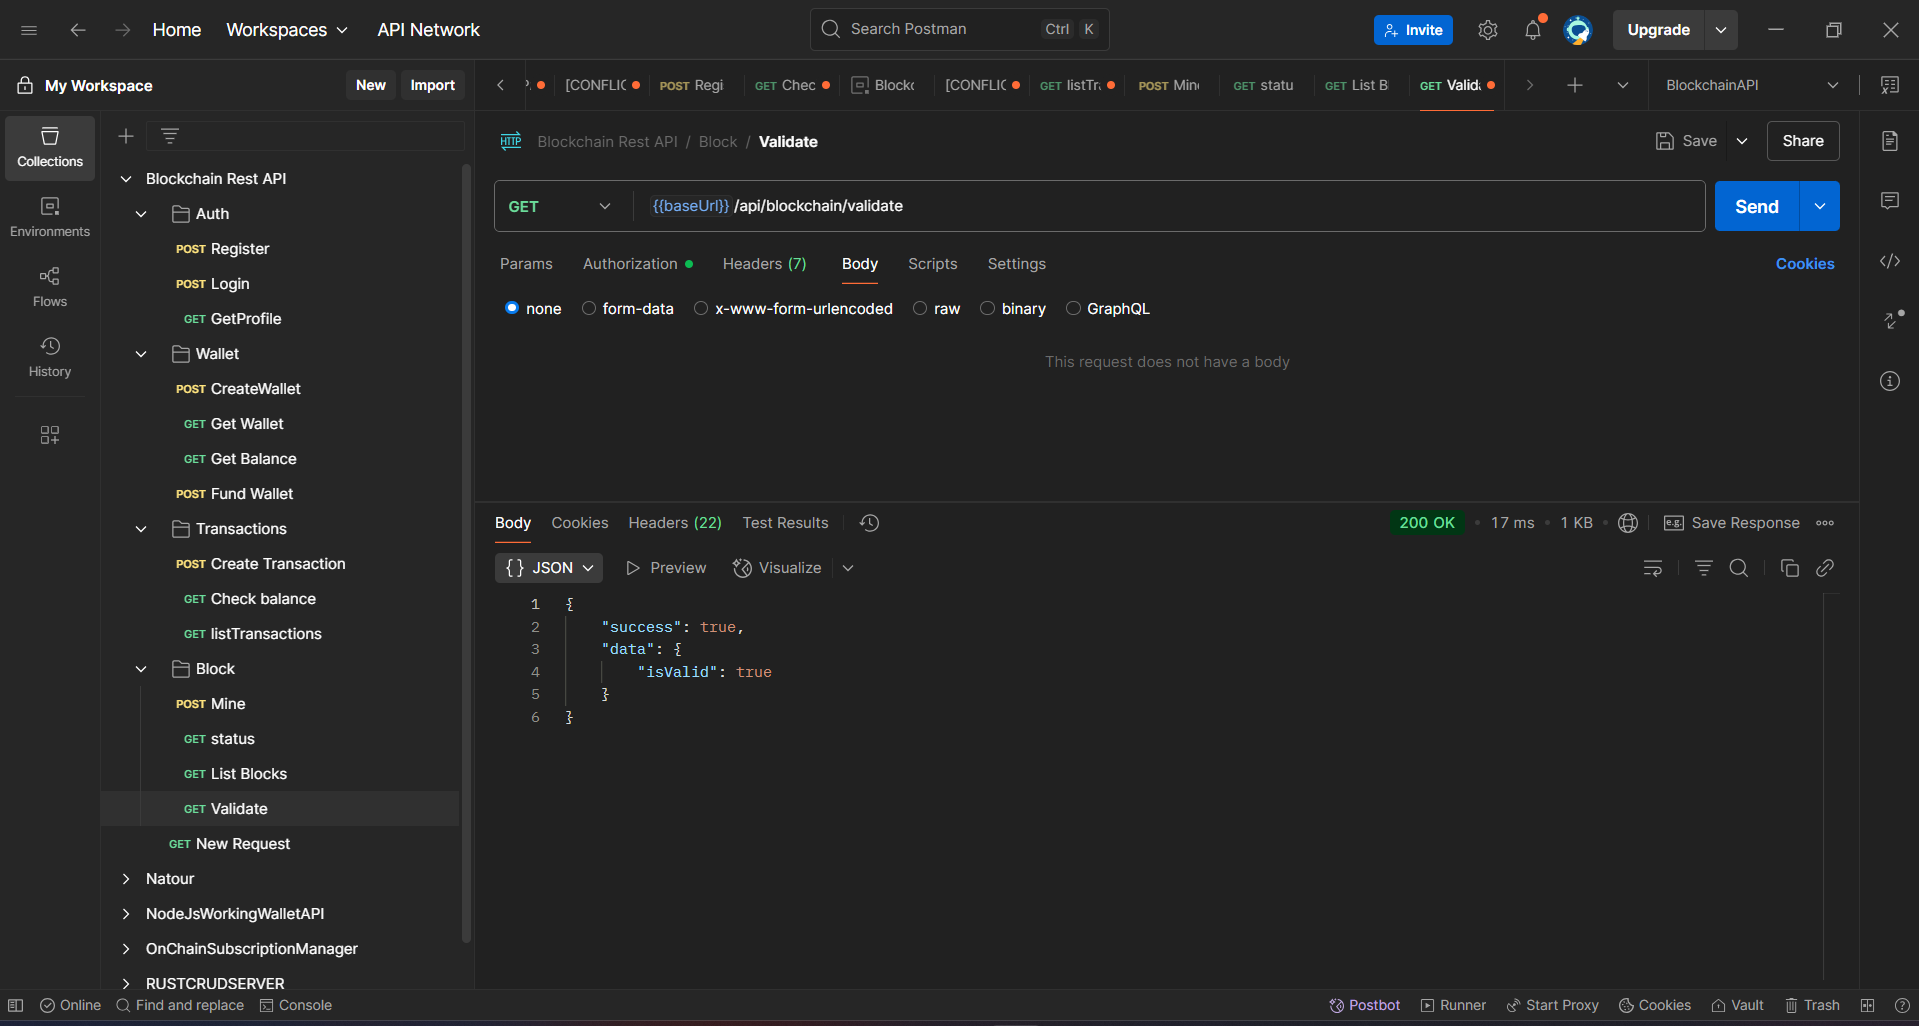 Home Workspaces API Network Search Postman Ctrl K Invite Upgrade
My Workspace New Import
[CONFLIC POST Regi GET Chec Blockc [CONFLIC GET listTr POST Min GET statu GET List B GET Valid BlockchainAPI
Collections
Environments
Flows
History
Blockchain Rest API
Auth
POST Register
POST Login
GET GetProfile
Wallet
POST CreateWallet
GET Get Wallet
GET Get Balance
POST Fund Wallet
Transactions
POST Create Transaction
GET Check balance
GET listTransactions
Block
POST Mine
GET status
GET List Blocks
GET Validate
GET New Request
Natour
NodeJsWorkingWalletAPI
OnChainSubscriptionManager
RUSTCRUDSERVER
HTTP Blockchain Rest API / Block / Validate Save Share
GET {{baseUrl}} /api/blockchain/validate Send
Params Authorization Headers (7) Body Scripts Settings Cookies
none form-data x-www-form-urlencoded raw binary GraphQL
This request does not have a body
Body Cookies Headers (22) Test Results 200 OK • 17 ms • 1 KB • e.g. Save Response
{} JSON Preview Visualize
1 {
2 "success": true,
3 "data": {
4 "isValid": true
5 }
6 }
Online Find and replace Console Postbot Runner Start Proxy Cookies Vault Trash